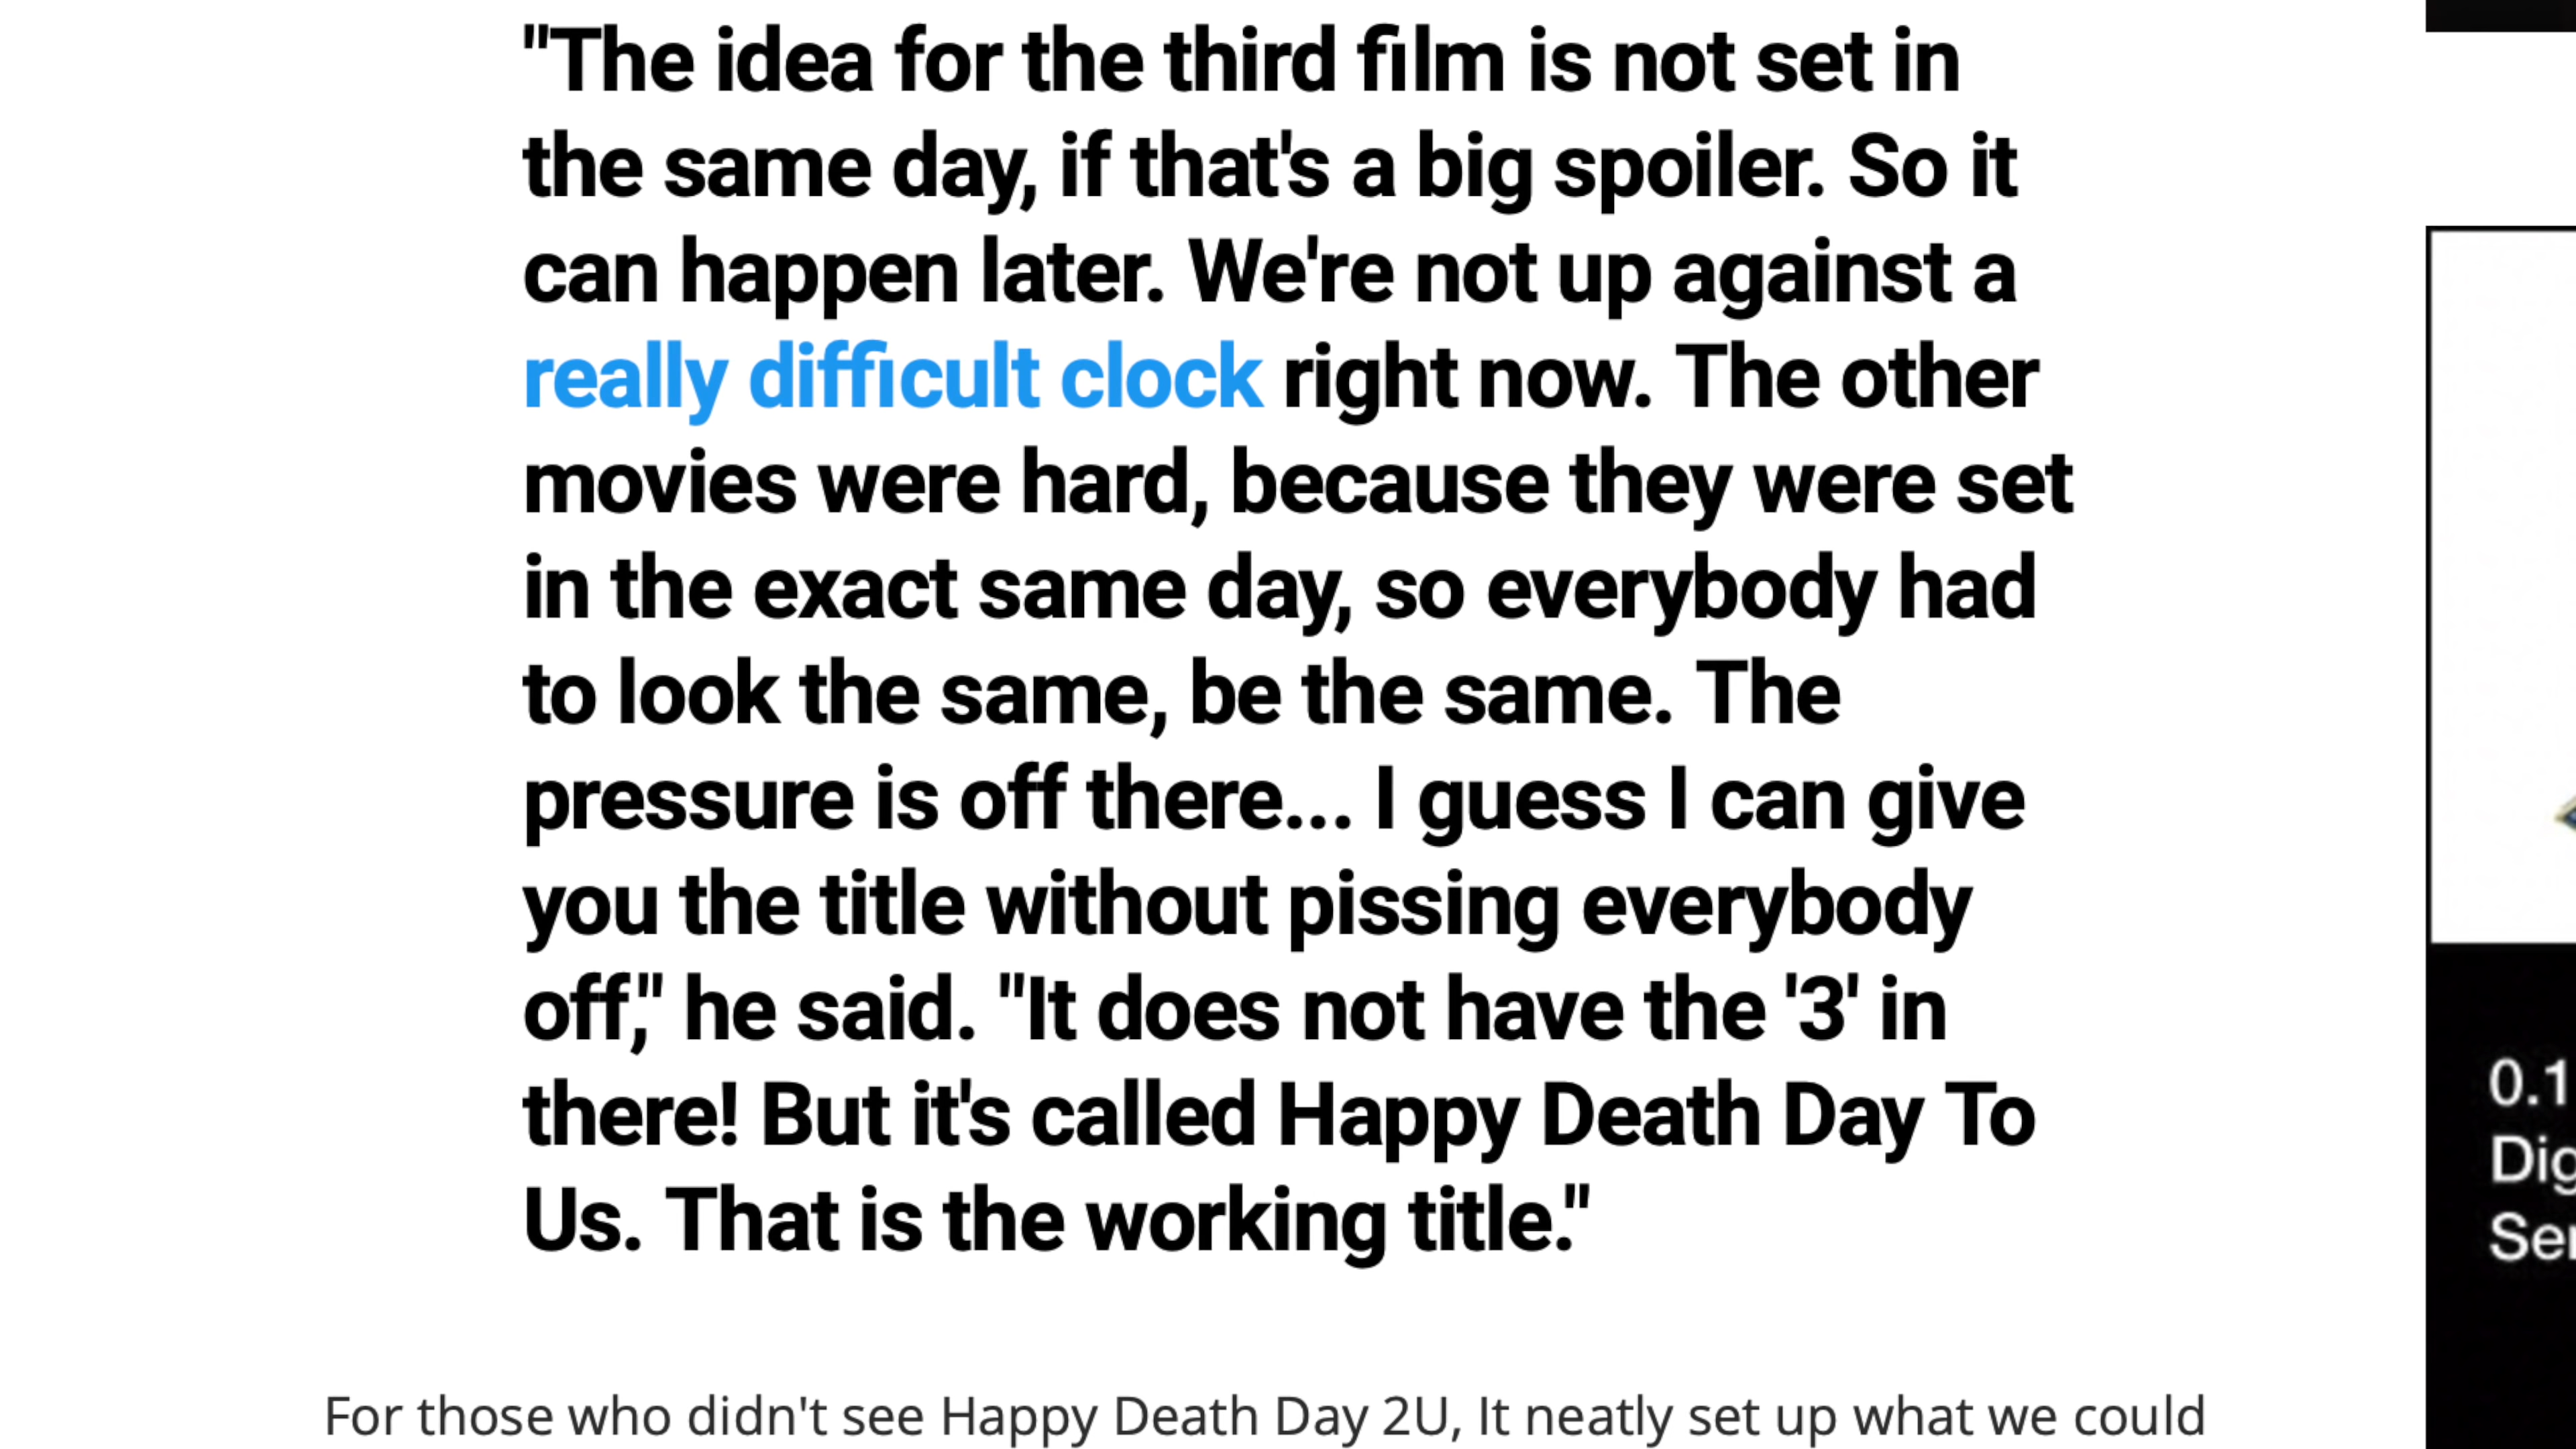 "The idea for the third film is not set in
the same day, if that's a big spoiler. So it
can happen later. We're not up against a
really difficult clock right now. The other
movies were hard, because they were set
in the exact same day, so everybody had
to look the same, be the same. The
pressure is off there... I guess I can give
you the title without pissing everybody
off," he said. "It does not have the '3' in
there! But it's called Happy Death Day To
Us. That is the working title."
For those who didn't see Happy Death Day 2U, It neatly set up what we could
0.1
Dig